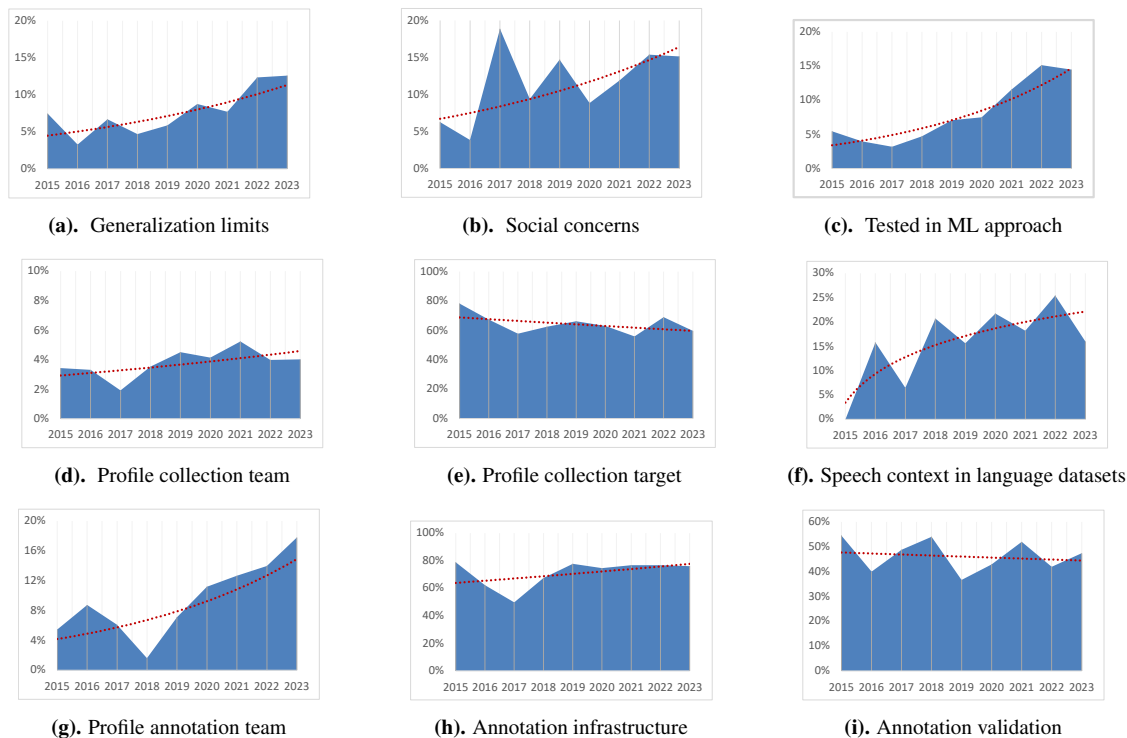 20%
15%
10%
5%
0%
2015 2016 2017 2018 2019 2020 2021 2022 2023
(a). Generalization limits
20%
15%
10%
5%
0%
2015 2016 2017 2018 2019 2020 2021 2022 2023
(b). Social concerns
20%
15%
10%
5%
0%
2015 2016 2017 2018 2019 2020 2021 2022 2023
(c). Tested in ML approach
10%
8%
6%
4%
2%
0%
2015 2016 2017 2018 2019 2020 2021 2022 2023
(d). Profile collection team
100%
80%
60%
40%
20%
0%
2015 2016 2017 2018 2019 2020 2021 2022 2023
(e). Profile collection target
30%
25%
20%
15%
10%
5%
0%
2015 2016 2017 2018 2019 2020 2021 2022 2023
(f). Speech context in language datasets
20%
16%
12%
8%
4%
0%
2015 2016 2017 2018 2019 2020 2021 2022 2023
(g). Profile annotation team
100%
80%
60%
40%
20%
0%
2015 2016 2017 2018 2019 2020 2021 2022 2023
(h). Annotation infrastructure
60%
50%
40%
30%
20%
10%
0%
2015 2016 2017 2018 2019 2020 2021 2022 2023
(i). Annotation validation